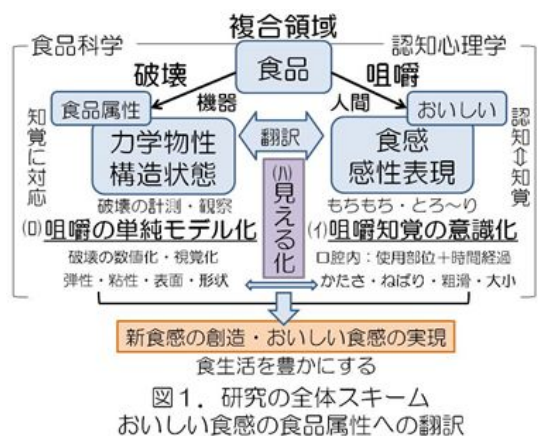 複合領域
食品科学
認知心理学
食品
破壊
咀嚼
機器
人間
食品属性
おいしい
知覚に対応
力学物性
構造状態
翻訳
食感
感性表現
認知⇔知覚
破壊の計測・観察
もちもち・とろ～り
(ハ)見える化
(ロ)咀嚼の単純モデル化
(イ)咀嚼知覚の意識化
破壊の数値化・視覚化
口腔内：使用部位＋時間経過
弾性・粘性・表面・形状
かたさ・ねばり・粗滑・大小
新食感の創造・おいしい食感の実現
食生活を豊かにする
図１．研究の全体スキーム
おいしい食感の食品属性への翻訳